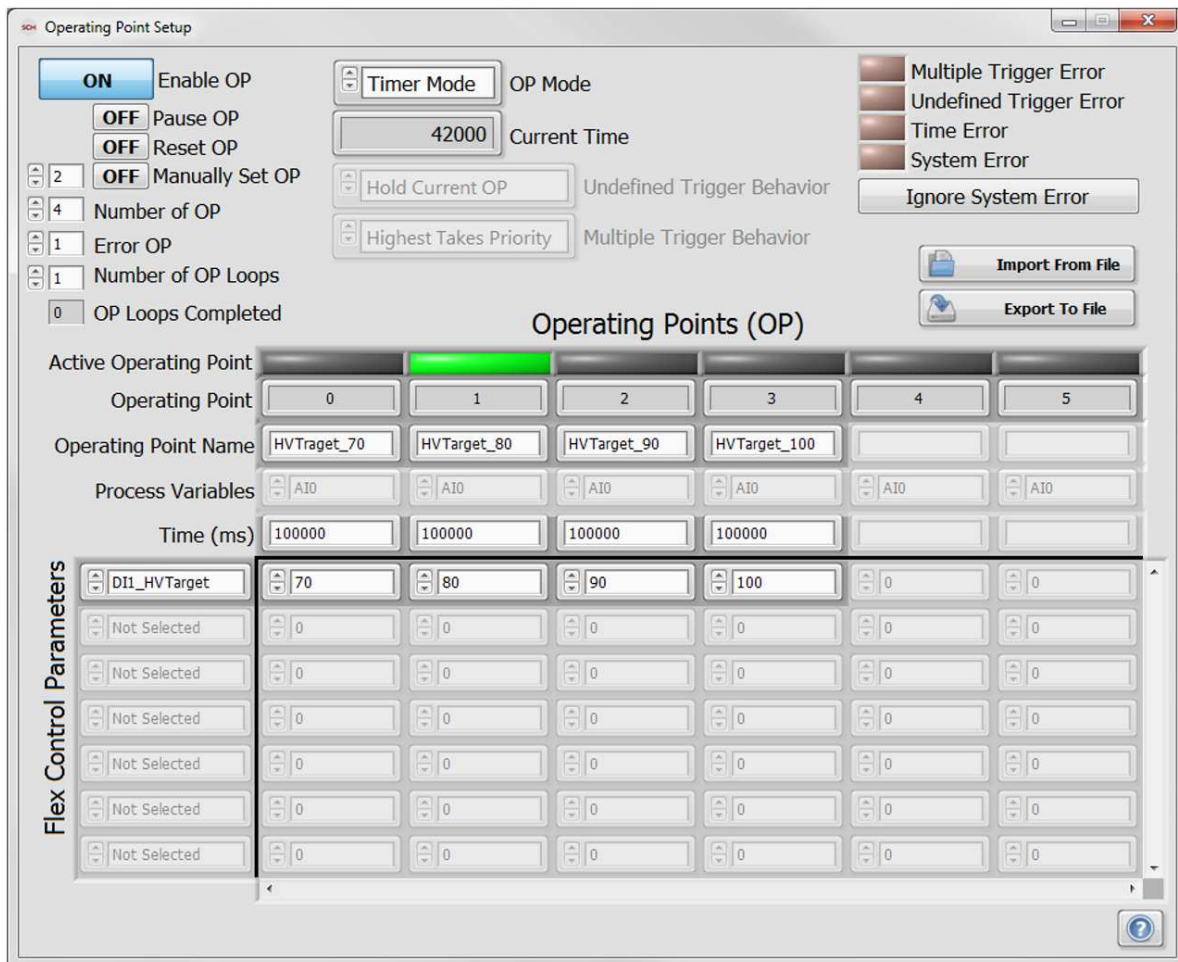 SCH Operating Point Setup
ON Enable OP
OFF Pause OP
OFF Reset OP
2 OFF Manually Set OP
4 Number of OP
1 Error OP
1 Number of OP Loops
0 OP Loops Completed
Timer Mode OP Mode
42000 Current Time
Hold Current OP Undefined Trigger Behavior
Highest Takes Priority Multiple Trigger Behavior
Multiple Trigger Error
Undefined Trigger Error
Time Error
System Error
Ignore System Error
Import From File
Export To File
Operating Points (OP)
Active Operating Point
Operating Point 0 1 2 3 4 5
Operating Point Name HVTraget_70 HVTarget_80 HVTarget_90 HVTarget_100
Process Variables AI0 AI0 AI0 AI0 AI0 AI0
Time (ms) 100000 100000 100000 100000
Flex Control Parameters
DI1_HVTarget 70 80 90 100 0 0
Not Selected 0 0 0 0 0 0
Not Selected 0 0 0 0 0 0
Not Selected 0 0 0 0 0 0
Not Selected 0 0 0 0 0 0
Not Selected 0 0 0 0 0 0
Not Selected 0 0 0 0 0 0
?